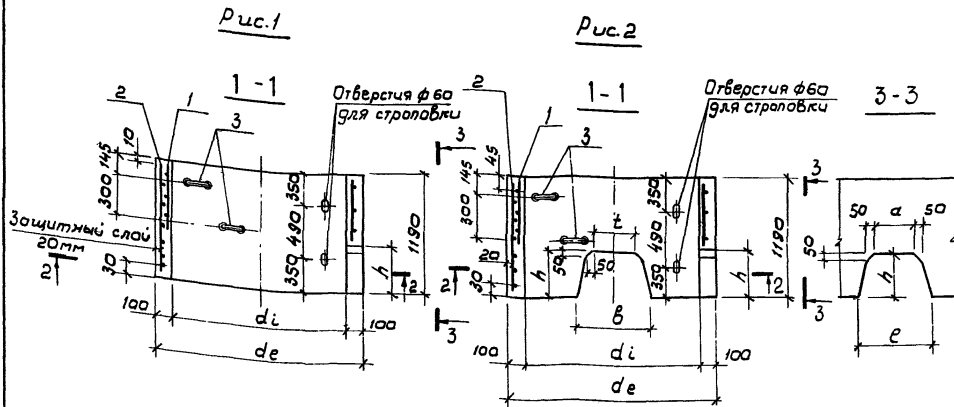 Рис.1
1-1
2
1
3
Отверстия ϕ60
для строповки
10
145
300
Защитный слой
20мм
30
2
350
490
350
h
2
1190
100
di
100
de
Рис.2
1-1
2
1
3
Отверстия ϕ60
для строповки
3
45
145
300
20
30
2
50
h
t
50
в
350
490
350
h
2
1190
3
100
di
100
de
3-3
3
50
а
50
50
h
е
3